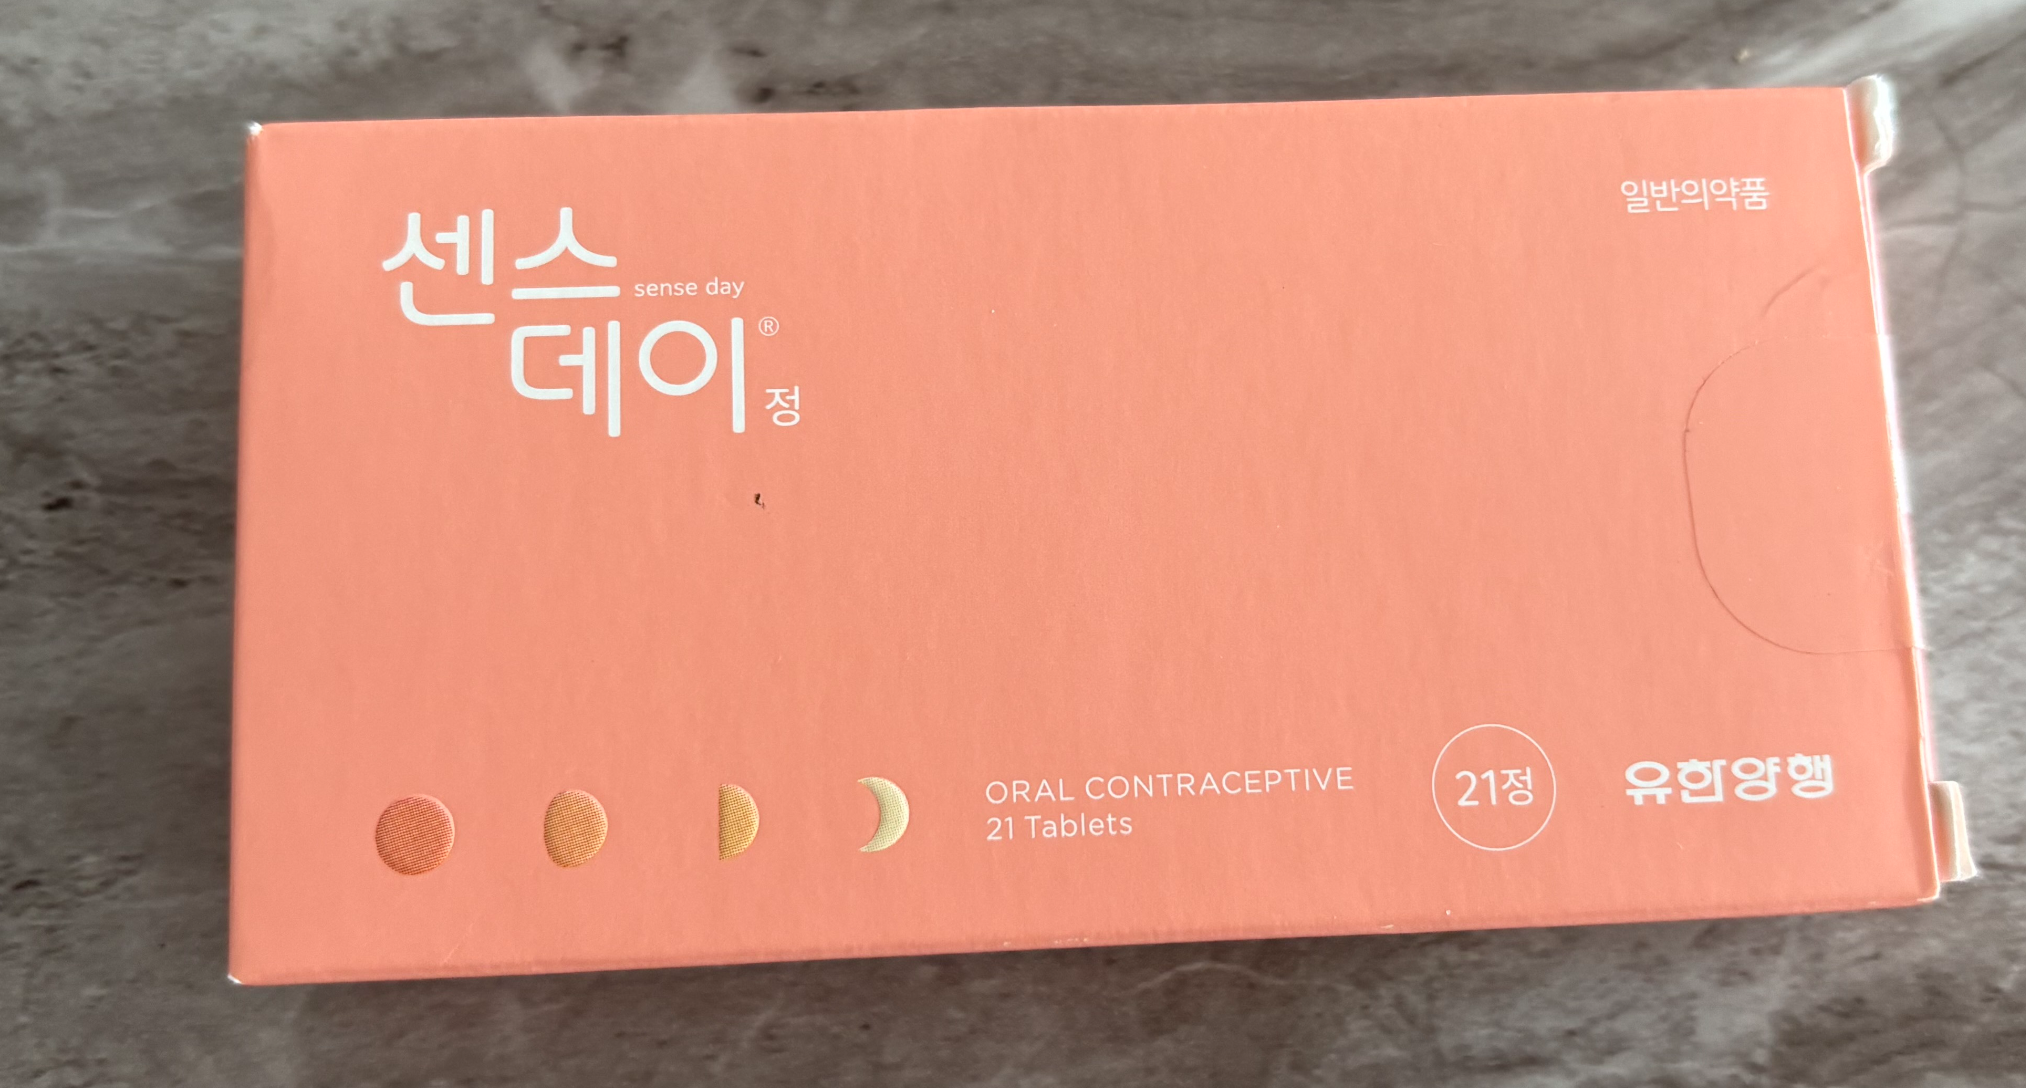 일반의약품
센스
sense day
데이®
정
ORAL CONTRACEPTIVE
21 Tablets
21정
유한양행